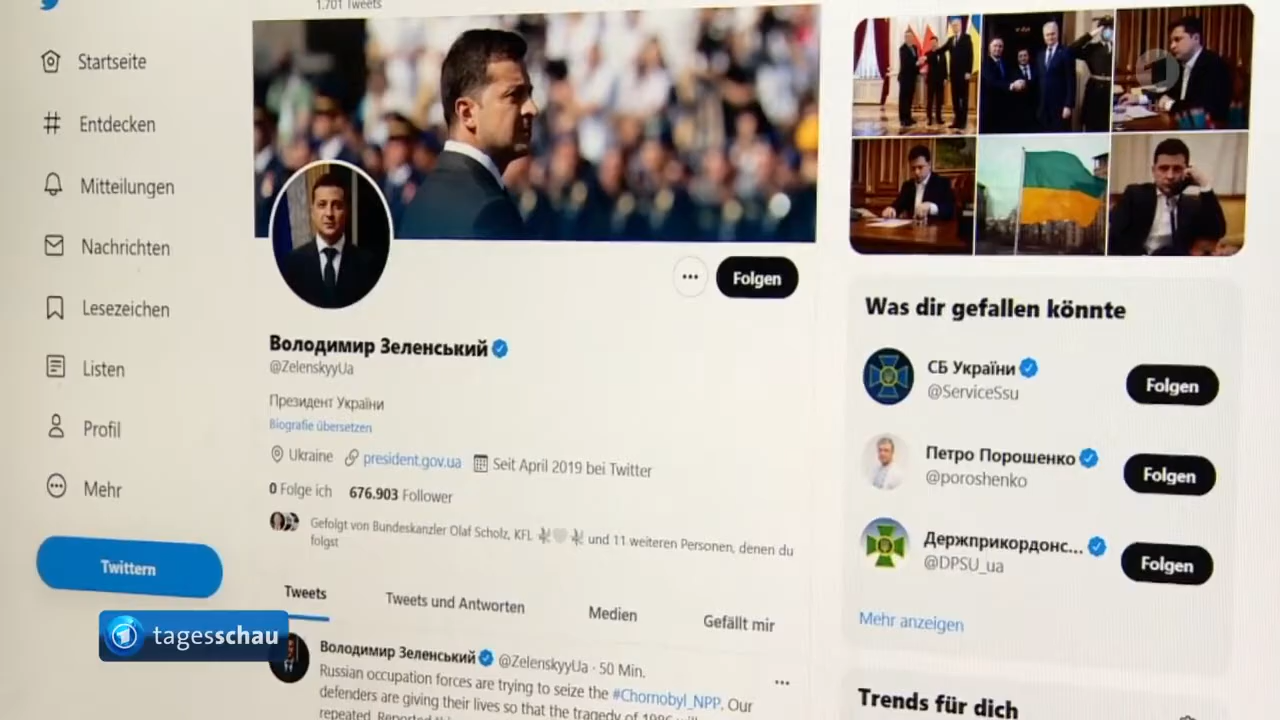 1.701 Tweets
Startseite
Entdecken
Mitteilungen
Nachrichten
Lesezeichen
Listen
Profil
Mehr
Twittern
tagesschau
Folgen
Володимир Зеленський
@ZelenskyyUa
Президент України
Biografie übersetzen
Ukraine president.gov.ua Seit April 2019 bei Twitter
0 Folge ich 676.903 Follower
Gefolgt von Bundeskanzler Olaf Scholz, KFL und 11 weiteren Personen, denen du
folgst
Tweets Tweets und Antworten Medien Gefällt mir
Володимир Зеленський @ZelenskyyUa · 50 Min.
Russian occupation forces are trying to seize the #Chornobyl_NPP. Our
defenders are giving their lives so that the tragedy of 1986 will
repeated. Reported
Was dir gefallen könnte
СБ України
@ServiceSsu
Folgen
Петро Порошенко
@poroshenko
Folgen
Держприкордонс...
@DPSU_ua
Folgen
Mehr anzeigen
Trends für dich